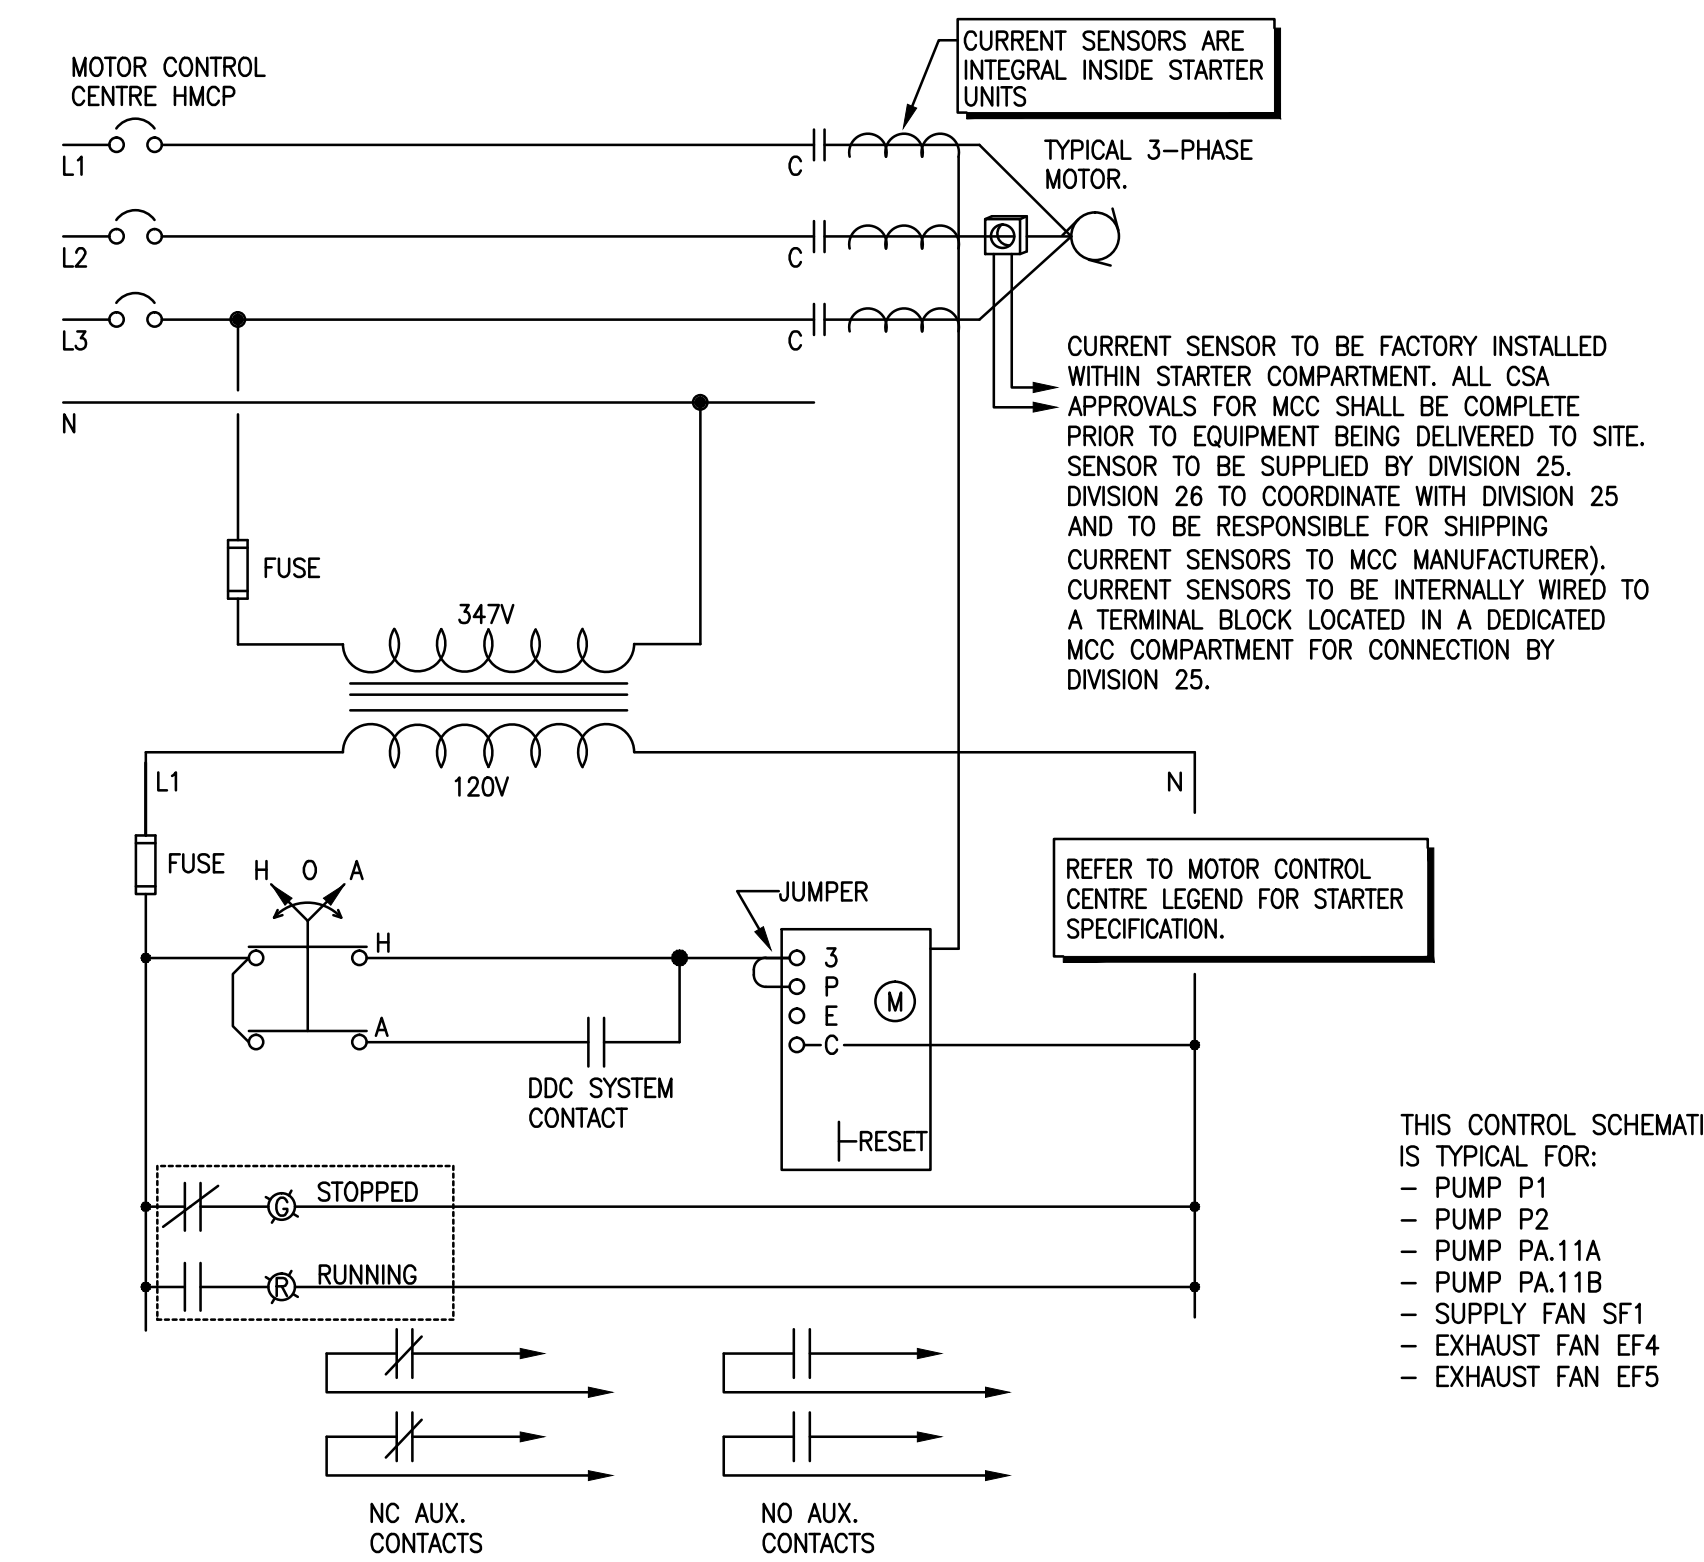 CURRENT SENSORS ARE
INTEGRAL INSIDE STARTER
UNITS
MOTOR CONTROL
CENTRE HMCP
L1
C
TYPICAL 3-PHASE
MOTOR.
L2
C
L3
C
N
CURRENT SENSOR TO BE FACTORY INSTALLED
WITHIN STARTER COMPARTMENT. ALL CSA
APPROVALS FOR MCC SHALL BE COMPLETE
PRIOR TO EQUIPMENT BEING DELIVERED TO SITE.
SENSOR TO BE SUPPLIED BY DIVISION 25.
DIVISION 26 TO COORDINATE WITH DIVISION 25
AND TO BE RESPONSIBLE FOR SHIPPING
CURRENT SENSORS TO MCC MANUFACTURER).
CURRENT SENSORS TO BE INTERNALLY WIRED TO
A TERMINAL BLOCK LOCATED IN A DEDICATED
MCC COMPARTMENT FOR CONNECTION BY
DIVISION 25.
FUSE
347V
120V
L1
N
FUSE
H O A
H
A
JUMPER
3
P
E
C
M
RESET
REFER TO MOTOR CONTROL
CENTRE LEGEND FOR STARTER
SPECIFICATION.
DDC SYSTEM
CONTACT
G STOPPED
R RUNNING
THIS CONTROL SCHEMATI
IS TYPICAL FOR:
- PUMP P1
- PUMP P2
- PUMP PA.11A
- PUMP PA.11B
- SUPPLY FAN SF1
- EXHAUST FAN EF4
- EXHAUST FAN EF5
NC AUX.
CONTACTS
NO AUX.
CONTACTS